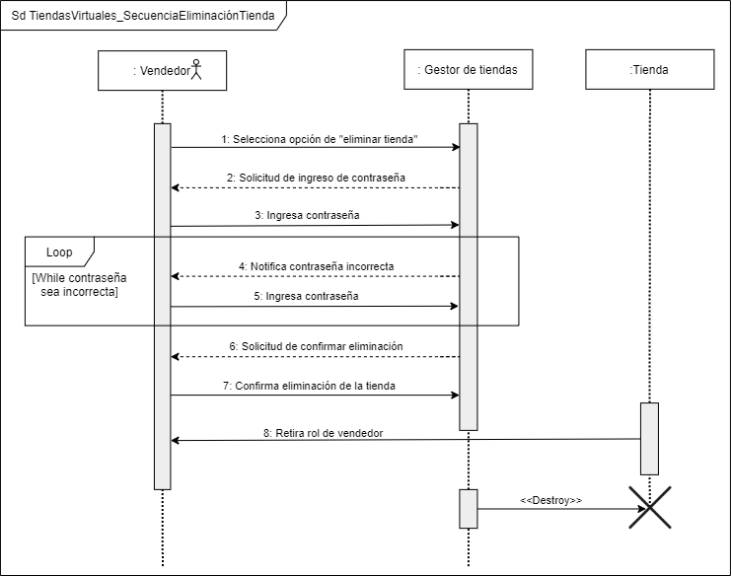 Sd TiendasVirtuales_SecuenciaEliminaciónTienda
: Vendedor
: Gestor de tiendas
:Tienda
1: Selecciona opción de "eliminar tienda"
2: Solicitud de ingreso de contraseña
3: Ingresa contraseña
Loop
[While contraseña
sea incorrecta]
4: Notifica contraseña incorrecta
5: Ingresa contraseña
6: Solicitud de confirmar eliminación
7: Confirma eliminación de la tienda
8: Retira rol de vendedor
<<Destroy>>